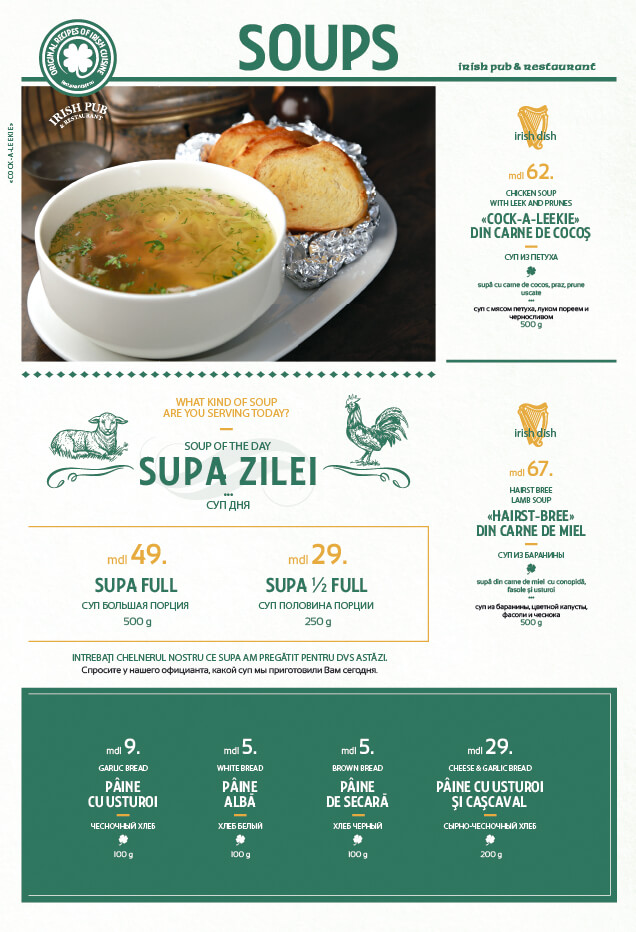 SOUPS
irish pub & restaurant
ORIGINAL RECIPES OF IRISH CUISINE
IRISH PUB
& RESTAURANT
«COCK-A-LEEKIE»
irish dish
mdl 62.
CHICKEN SOUP
WITH LEEK AND PRUNES
«COCK-A-LEEKIE»
DIN CARNE DE COCOȘ
СУП ИЗ ПЕТУХА
supă cu carne de cocos, praz, prune
uscate
суп с мясом петуха, луком пореем и
черносливом
500 g
WHAT KIND OF SOUP
ARE YOU SERVING TODAY?
SOUP OF THE DAY
SUPA ZILEI
СУП ДНЯ
mdl 49.
SUPA FULL
СУП БОЛЬШАЯ ПОРЦИЯ
500 g
mdl 29.
SUPA ½ FULL
СУП ПОЛОВИНА ПОРЦИИ
250 g
INTREBAȚI CHELNERUL NOSTRU CE SUPA AM PREGĂTIT PENTRU DVS ASTĂZI.
Спросите у нашего официанта, какой суп мы приготовили Вам сегодня.
irish dish
mdl 67.
HAIRST BREE
LAMB SOUP
«HAIRST-BREE»
DIN CARNE DE MIEL
СУП ИЗ БАРАНИНЫ
supă din carne de miel cu conopidă,
fasole și usturoi
суп из баранины, цветной капусты,
фасоли и чеснока
500 g
mdl 9.
GARLIC BREAD
PÂINE
CU USTUROI
ЧЕСНОЧНЫЙ ХЛЕБ
100 g
mdl 5.
WHITE BREAD
PÂINE
ALBĂ
ХЛЕБ БЕЛЫЙ
100 g
mdl 5.
BROWN BREAD
PÂINE
DE SECARĂ
ХЛЕБ ЧЕРНЫЙ
100 g
mdl 29.
CHEESE & GARLIC BREAD
PÂINE CU USTUROI
ȘI CAȘCAVAL
СЫРНО-ЧЕСНОЧНЫЙ ХЛЕБ
200 g